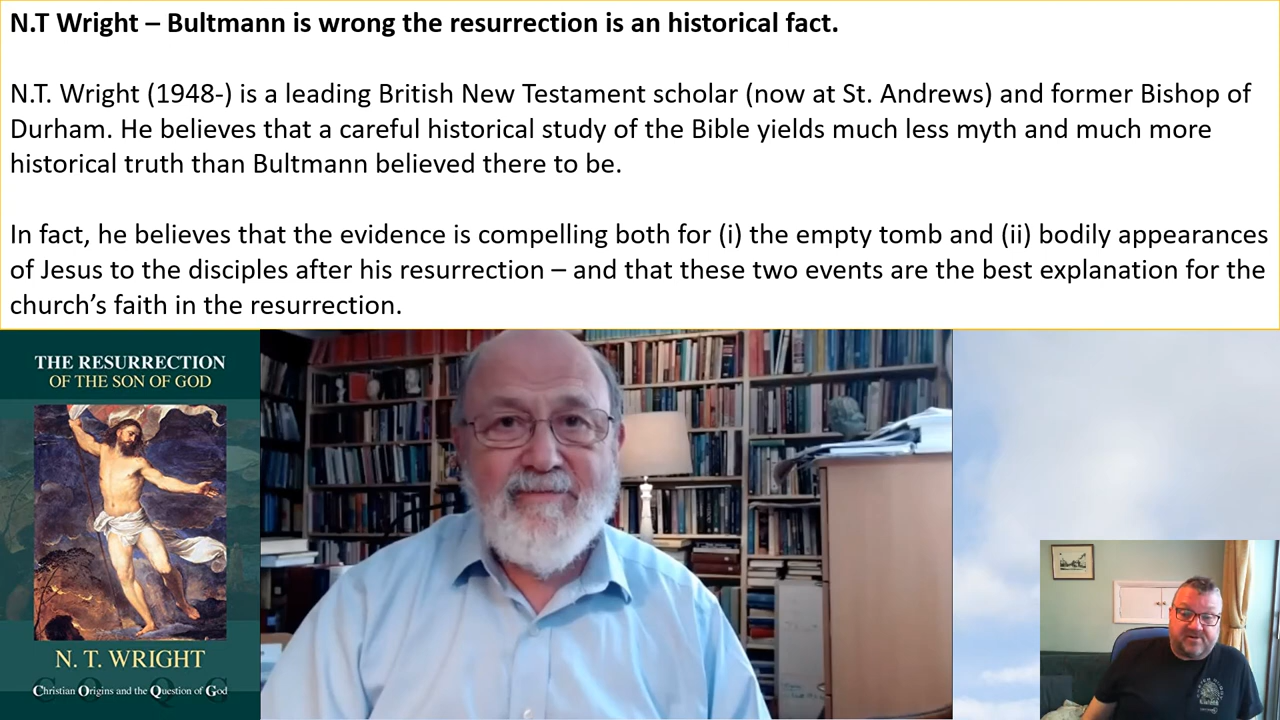 N.T Wright – Bultmann is wrong the resurrection is an historical fact.
N.T. Wright (1948-) is a leading British New Testament scholar (now at St. Andrews) and former Bishop of
Durham. He believes that a careful historical study of the Bible yields much less myth and much more
historical truth than Bultmann believed there to be.
In fact, he believes that the evidence is compelling both for (i) the empty tomb and (ii) bodily appearances
of Jesus to the disciples after his resurrection – and that these two events are the best explanation for the
church’s faith in the resurrection.
THE RESURRECTION
OF THE SON OF GOD
N. T. WRIGHT
Christian Origins and the Question of God